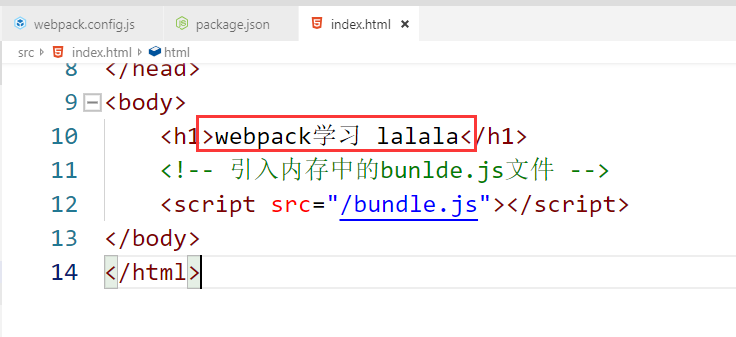 webpack.config.js package.json index.html
src index.html html
8 </head>
9 <body>
10 <h1>webpack学习 lalala</h1>
11 <!-- 引入内存中的bunlde.js文件 -->
12 <script src="/bundle.js"></script>
13 </body>
14 </html>